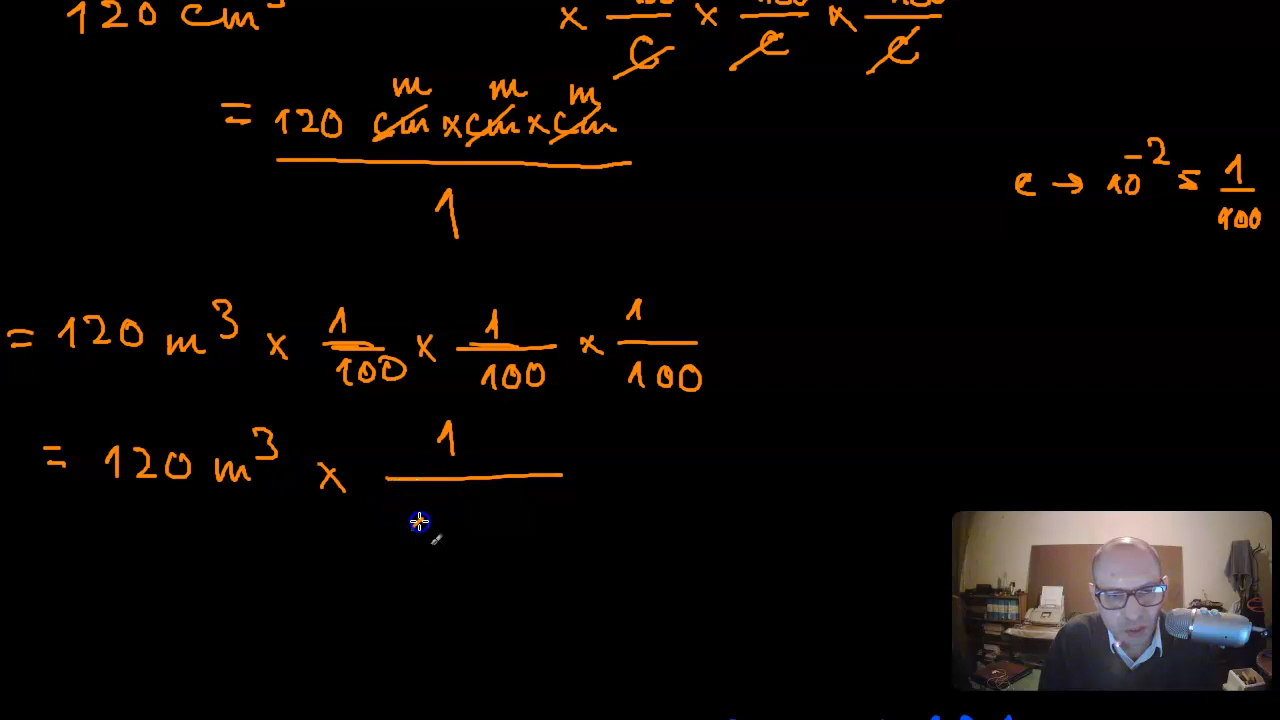 120 cm³
× /c × /c × /c
= 120 cm × cm × cm / 1
m m m
c → 10⁻² = 1/100
= 120 m³ × 1/100 × 1/100 × 1/100
= 120 m³ × 1